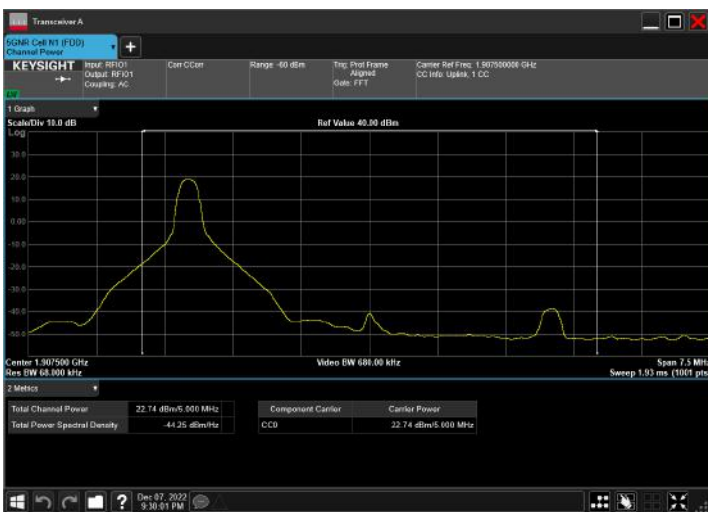 Transceiver A
5GNR Cell N1 (FDD)
Channel Power
KEYSIGHT
Input: RFIO1
Output: RFIO1
Coupling: AC
Corr CCorr
Range: -60 dBm
Trig: Prot Frame
Aligned
Gate: FFT
Carrier Ref Freq: 1.907500000 GHz
CC Info: Uplink, 1 CC
1 Graph
Scale/Div 10.0 dB
Ref Value 40.00 dBm
Log
30.0
20.0
10.0
0.00
-10.0
-20.0
-30.0
-40.0
-50.0
Center 1.907500 GHz
Video BW 680.00 kHz
Span 7.5 MHz
Res BW 68.000 kHz
Sweep 1.93 ms (1001 pts
2 Metrics
Total Channel Power 22.74 dBm/5.000 MHz
Total Power Spectral Density -44.25 dBm/Hz
Component Carrier Carrier Power
CC0 22.74 dBm/5.000 MHz
Dec 07, 2022
9:30:01 PM